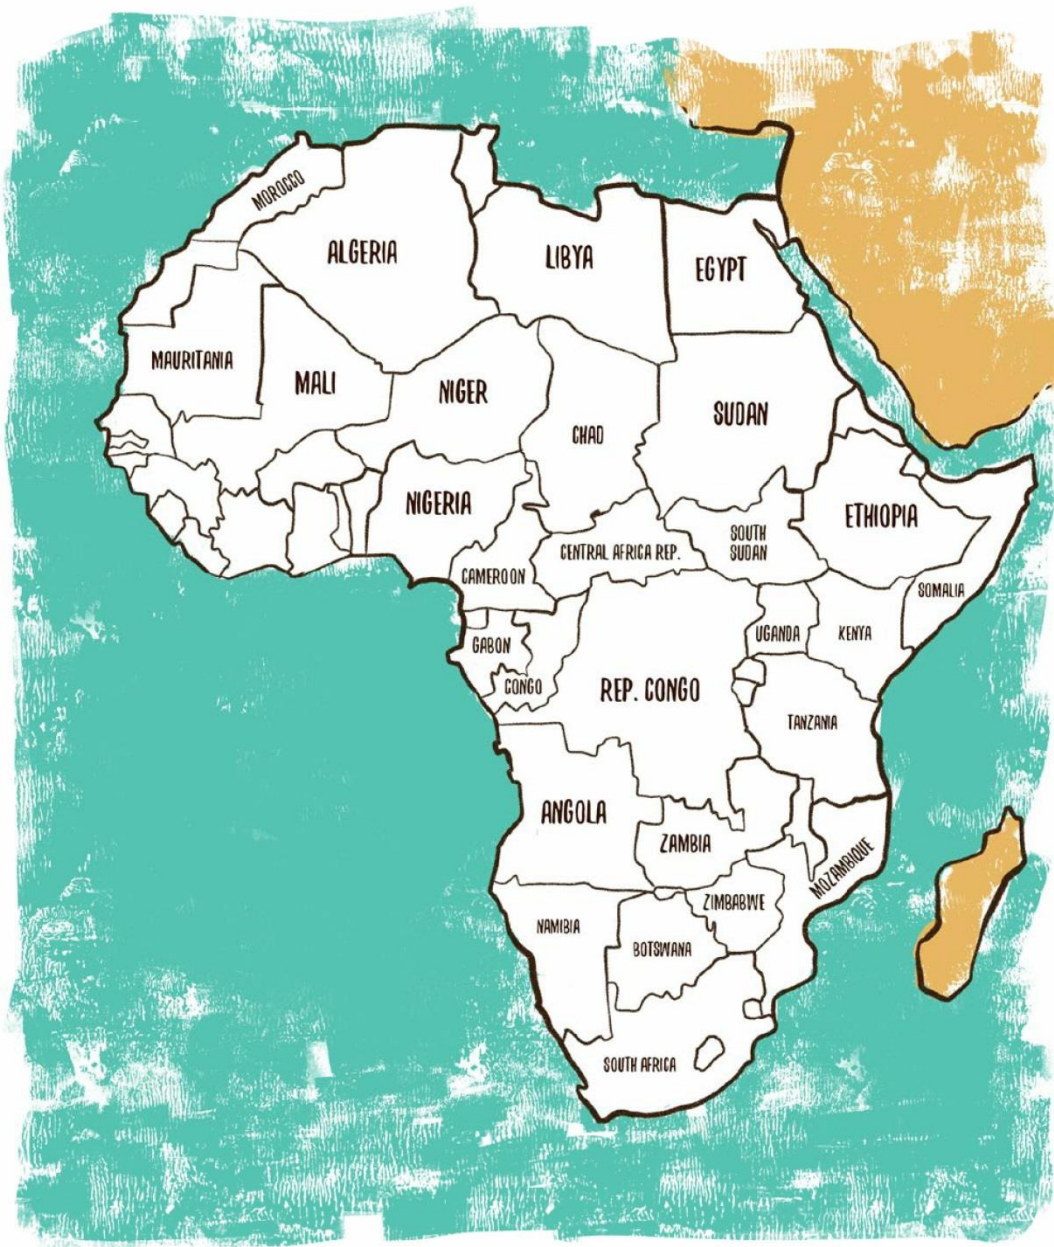 MOROCCO
ALGERIA
LIBYA
EGYPT
MAURITANIA
MALI
NIGER
CHAD
SUDAN
NIGERIA
ETHIOPIA
SOUTH
SUDAN
CENTRAL AFRICA REP.
CAMEROON
SOMALIA
UGANDA
KENYA
GABON
CONGO
REP. CONGO
TANZANIA
ANGOLA
ZAMBIA
MOZAMBIQUE
ZIMBABWE
NAMIBIA
BOTSWANA
SOUTH AFRICA